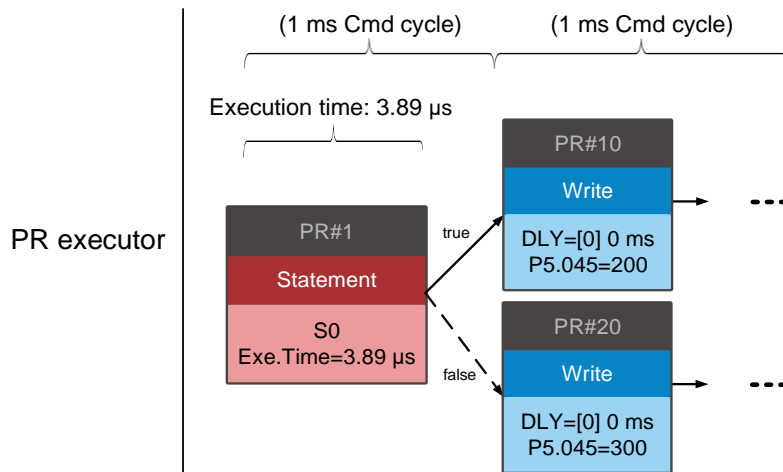 (1 ms Cmd cycle)
(1 ms Cmd cycle)
Execution time: 3.89 µs
PR executor
PR#1
Statement
S0
Exe.Time=3.89 µs
true
false
PR#10
Write
DLY=[0] 0 ms
P5.045=200
PR#20
Write
DLY=[0] 0 ms
P5.045=300